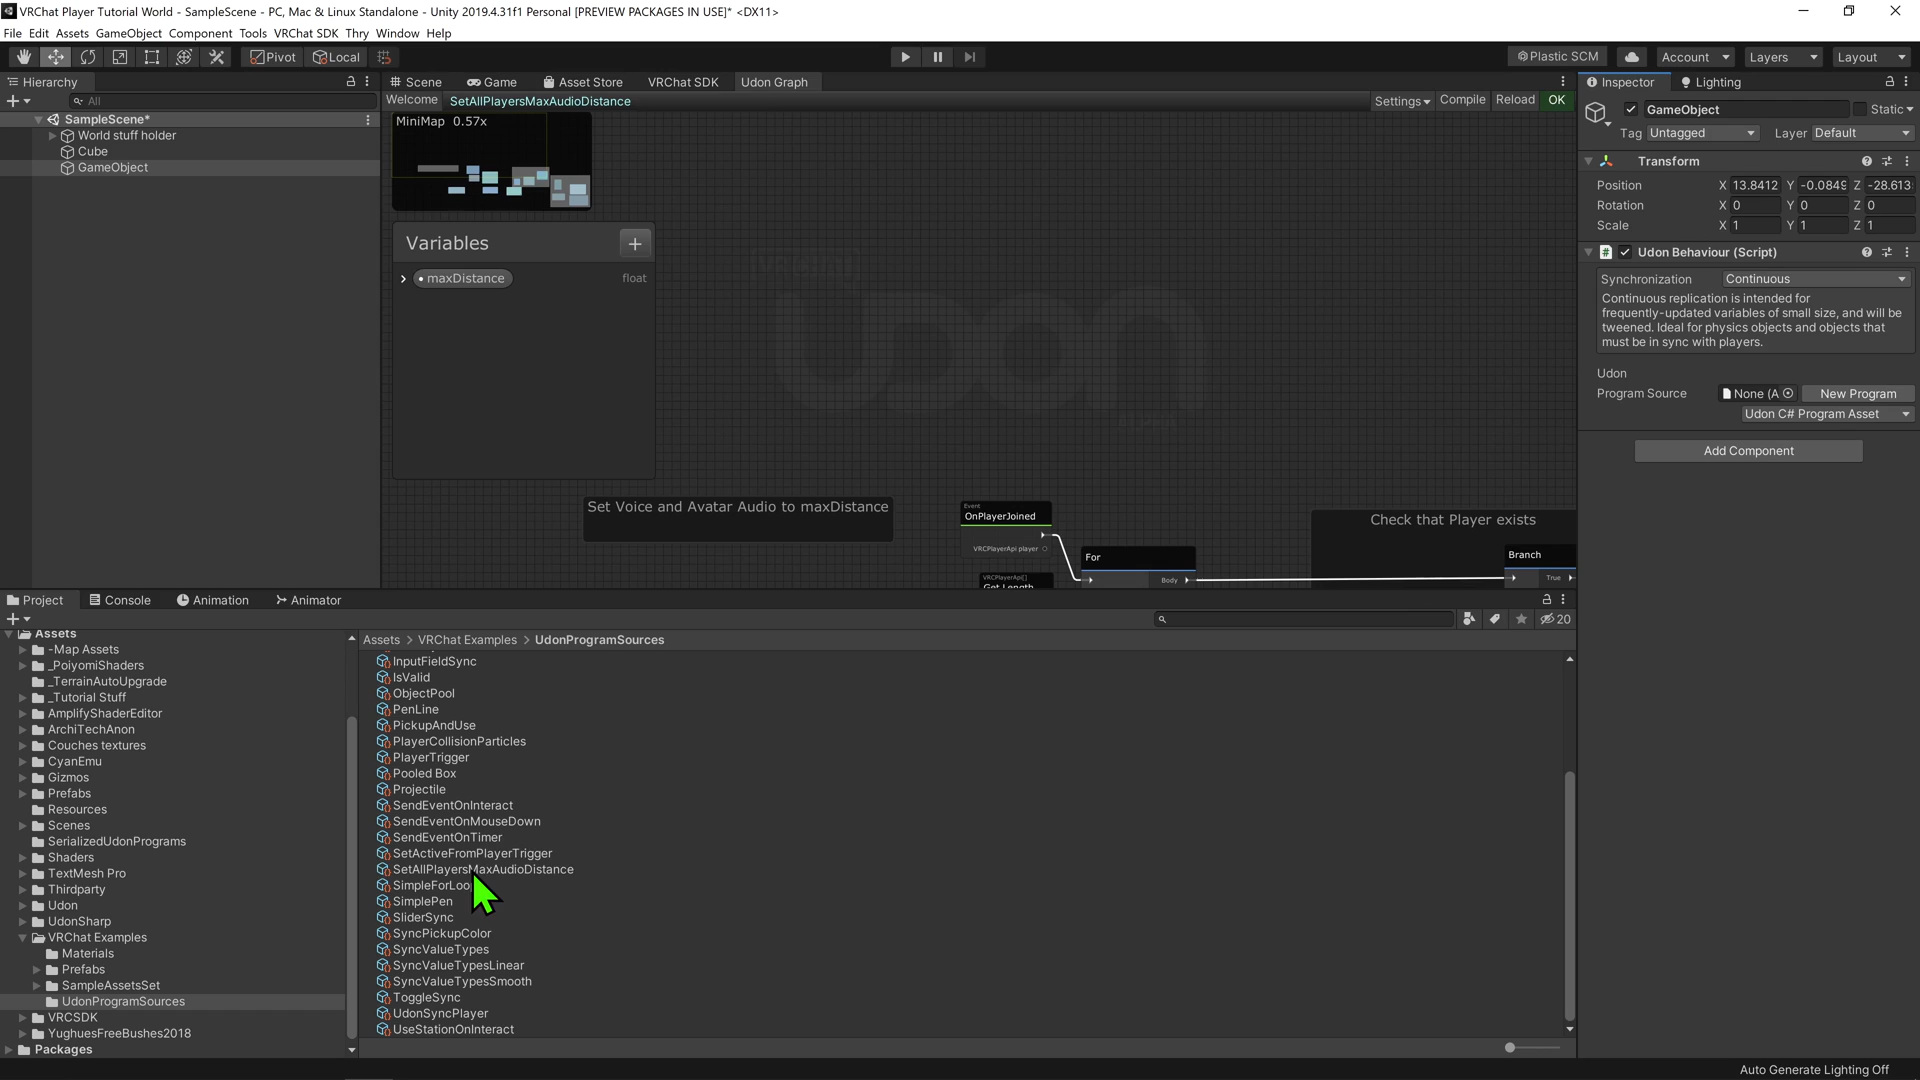 VRChat Player Tutorial World - SampleScene - PC, Mac & Linux Standalone - Unity 2019.4.31f1 Personal [PREVIEW PACKAGES IN USE]* <DX11>
File Edit Assets GameObject Component Tools VRChat SDK Thry Window Help
Pivot Local Plastic SCM Account Layers Layout
Hierarchy
All
SampleScene*
World stuff holder
Cube
GameObject
Scene Game Asset Store VRChat SDK Udon Graph
Welcome SetAllPlayersMaxAudioDistance Settings Compile Reload OK
MiniMap 0.57x
Variables +
maxDistance float
Udon
Set Voice and Avatar Audio to maxDistance
Event
OnPlayerJoined
VRCPlayerApi player
VRCPlayerApi[]
Get Length
For
Body
Check that Player exists
Branch
True
Inspector Lighting
GameObject Static
Tag Untagged Layer Default
Transform
Position X 13.8412 Y -0.0849 Z -28.613
Rotation X 0 Y 0 Z 0
Scale X 1 Y 1 Z 1
Udon Behaviour (Script)
Synchronization Continuous
Continuous replication is intended for
frequently-updated variables of small size, and will be
tweened. Ideal for physics objects and objects that
must be in sync with players.
Udon
Program Source None (A New Program
Udon C# Program Asset
Add Component
Project Console Animation Animator
20
Assets
-Map Assets
_PoiyomiShaders
_TerrainAutoUpgrade
_Tutorial Stuff
AmplifyShaderEditor
ArchiTechAnon
Couches textures
CyanEmu
Gizmos
Prefabs
Resources
Scenes
SerializedUdonPrograms
Shaders
TextMesh Pro
Thirdparty
Udon
UdonSharp
VRChat Examples
Materials
Prefabs
SampleAssetsSet
UdonProgramSources
VRCSDK
YughuesFreeBushes2018
Packages
Assets > VRChat Examples > UdonProgramSources
InputFieldSync
IsValid
ObjectPool
PenLine
PickupAndUse
PlayerCollisionParticles
PlayerTrigger
Pooled Box
Projectile
SendEventOnInteract
SendEventOnMouseDown
SendEventOnTimer
SetActiveFromPlayerTrigger
SetAllPlayersMaxAudioDistance
SimpleForLoo
SimplePen
SliderSync
SyncPickupColor
SyncValueTypes
SyncValueTypesLinear
SyncValueTypesSmooth
ToggleSync
UdonSyncPlayer
UseStationOnInteract
Auto Generate Lighting Off